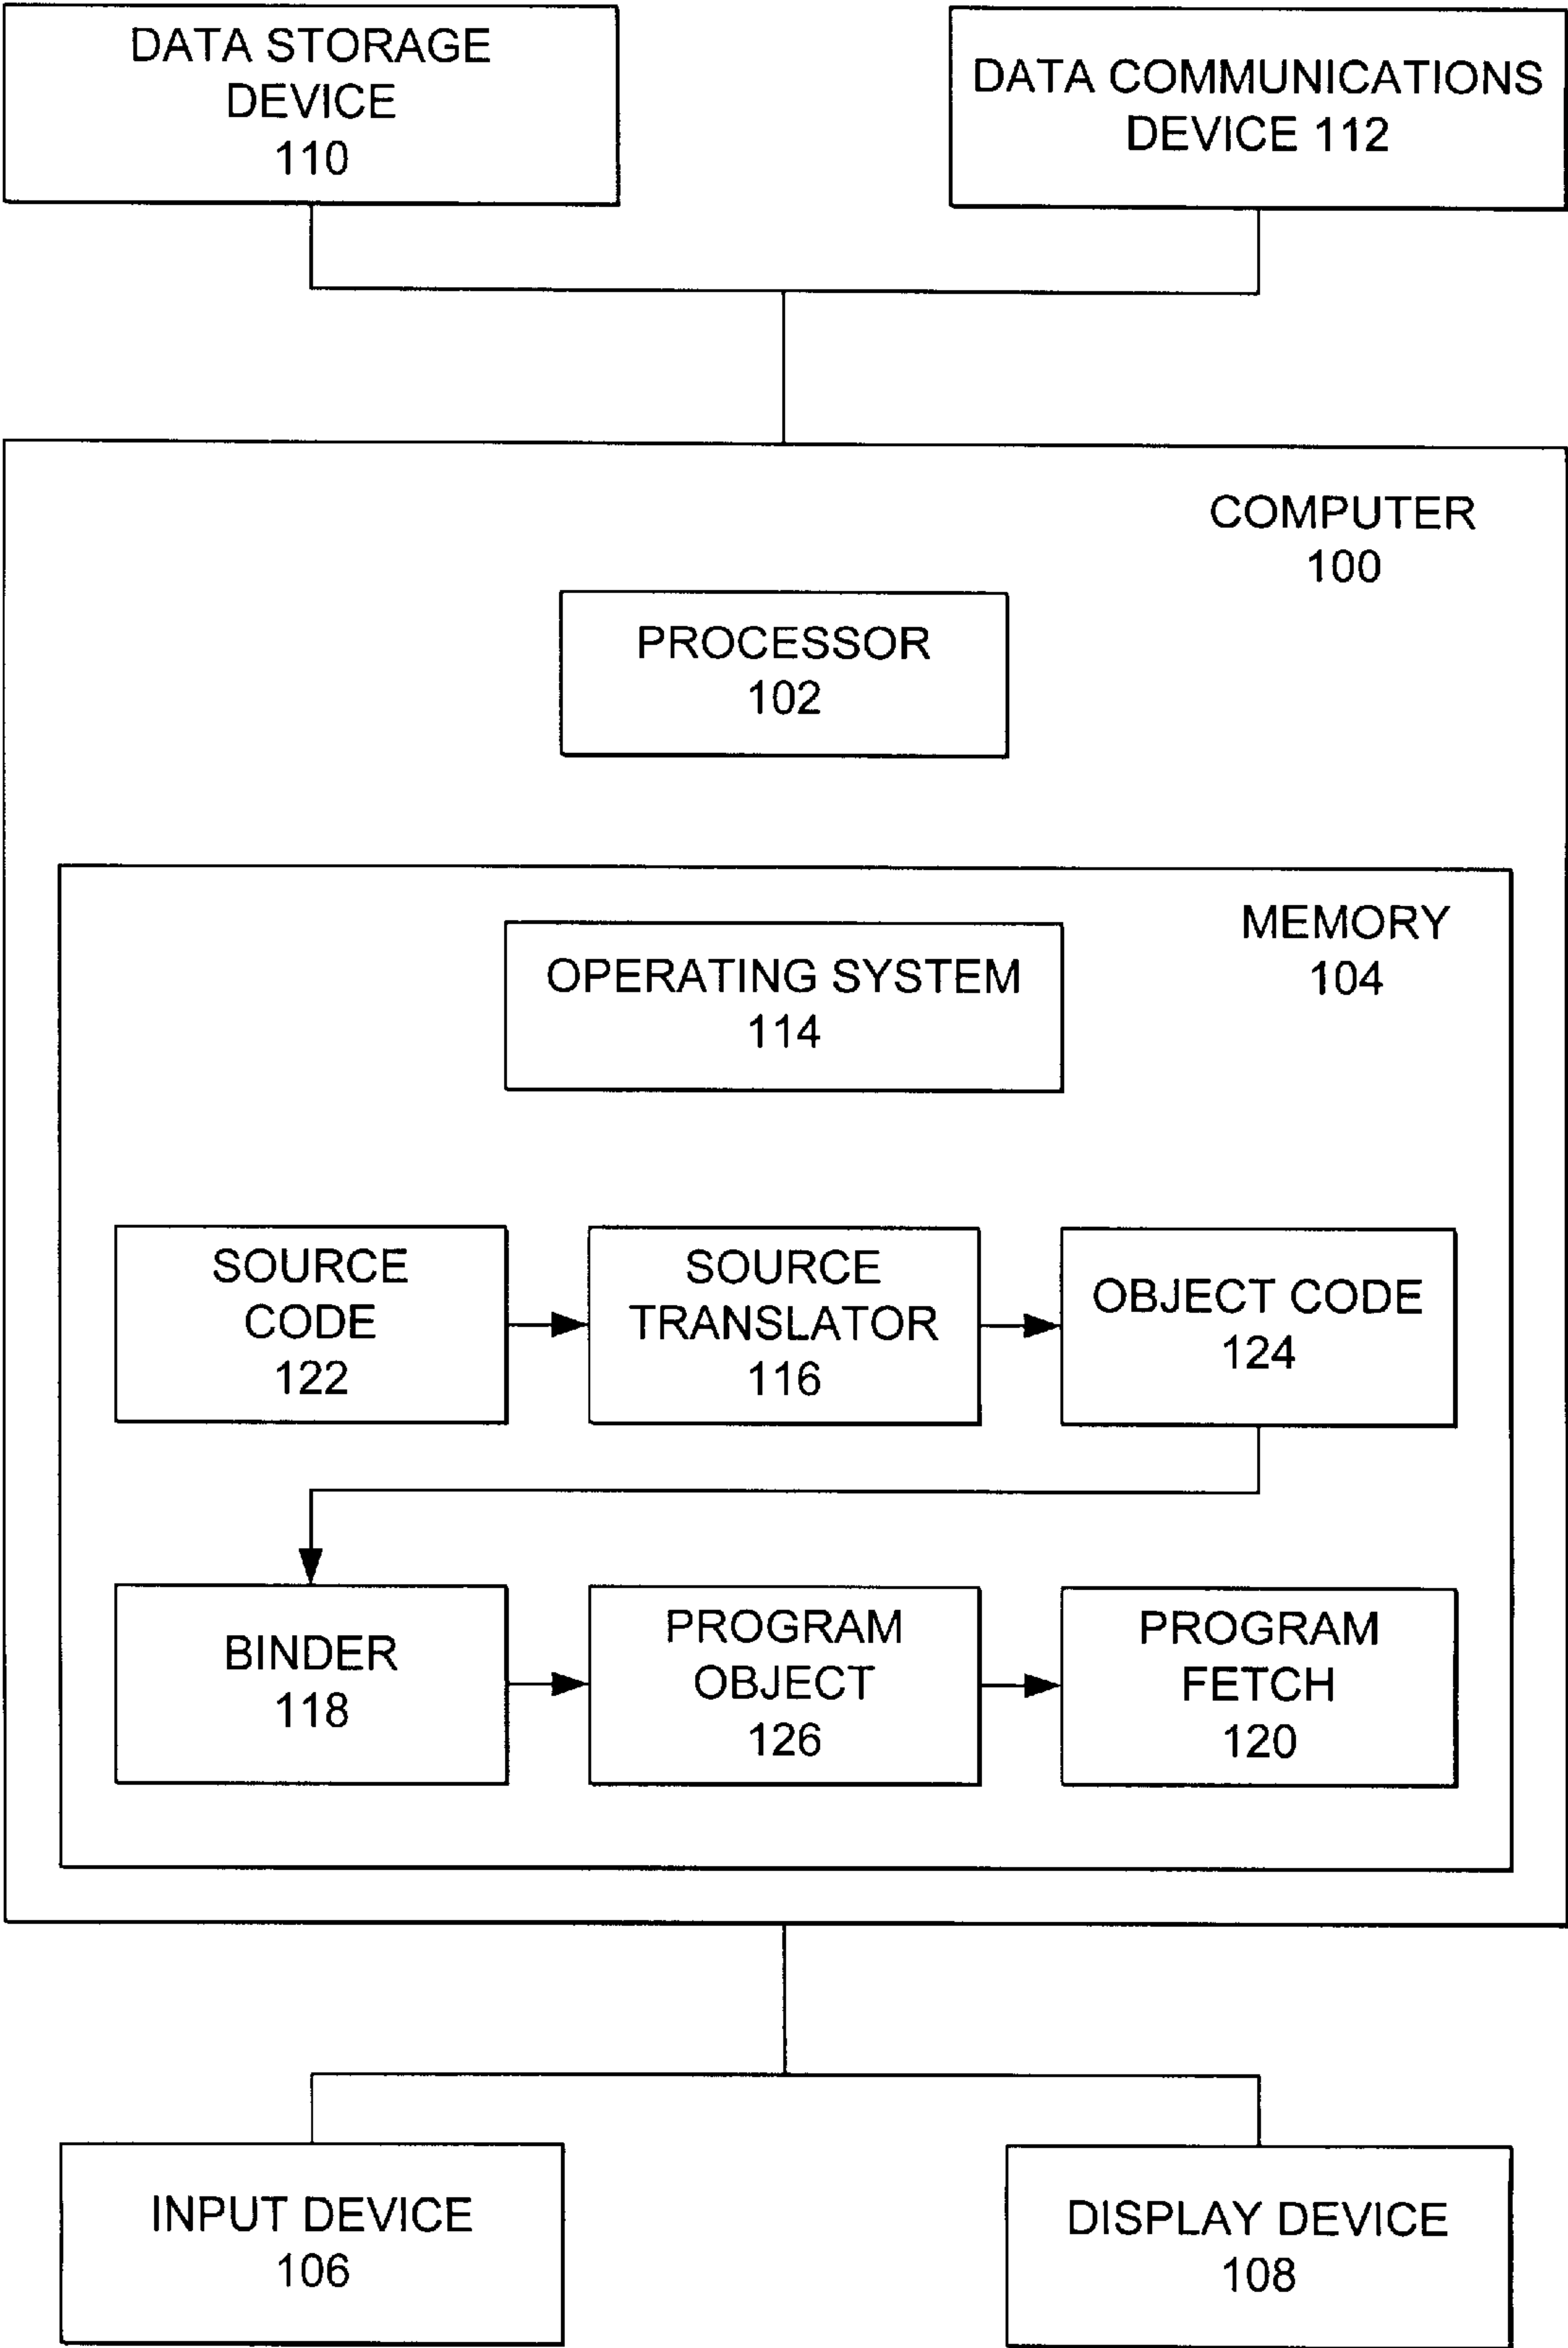 DATA STORAGE
DEVICE
110
DATA COMMUNICATIONS
DEVICE 112
COMPUTER
100
PROCESSOR
102
MEMORY
104
OPERATING SYSTEM
114
SOURCE
CODE
122
SOURCE
TRANSLATOR
116
OBJECT CODE
124
BINDER
118
PROGRAM
OBJECT
126
PROGRAM
FETCH
120
INPUT DEVICE
106
DISPLAY DEVICE
108